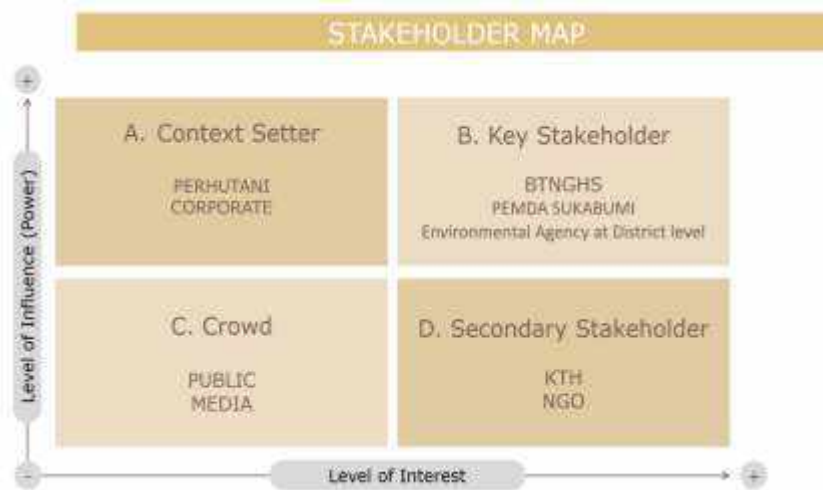 STAKEHOLDER MAP
+
Level of Influence (Power)
A. Context Setter
PERHUTANI
CORPORATE
B. Key Stakeholder
BTNGHS
PEMDA SUKABUMI
Environmental Agency at District level
C. Crowd
PUBLIC
MEDIA
D. Secondary Stakeholder
KTH
NGO
-
Level of Interest
+